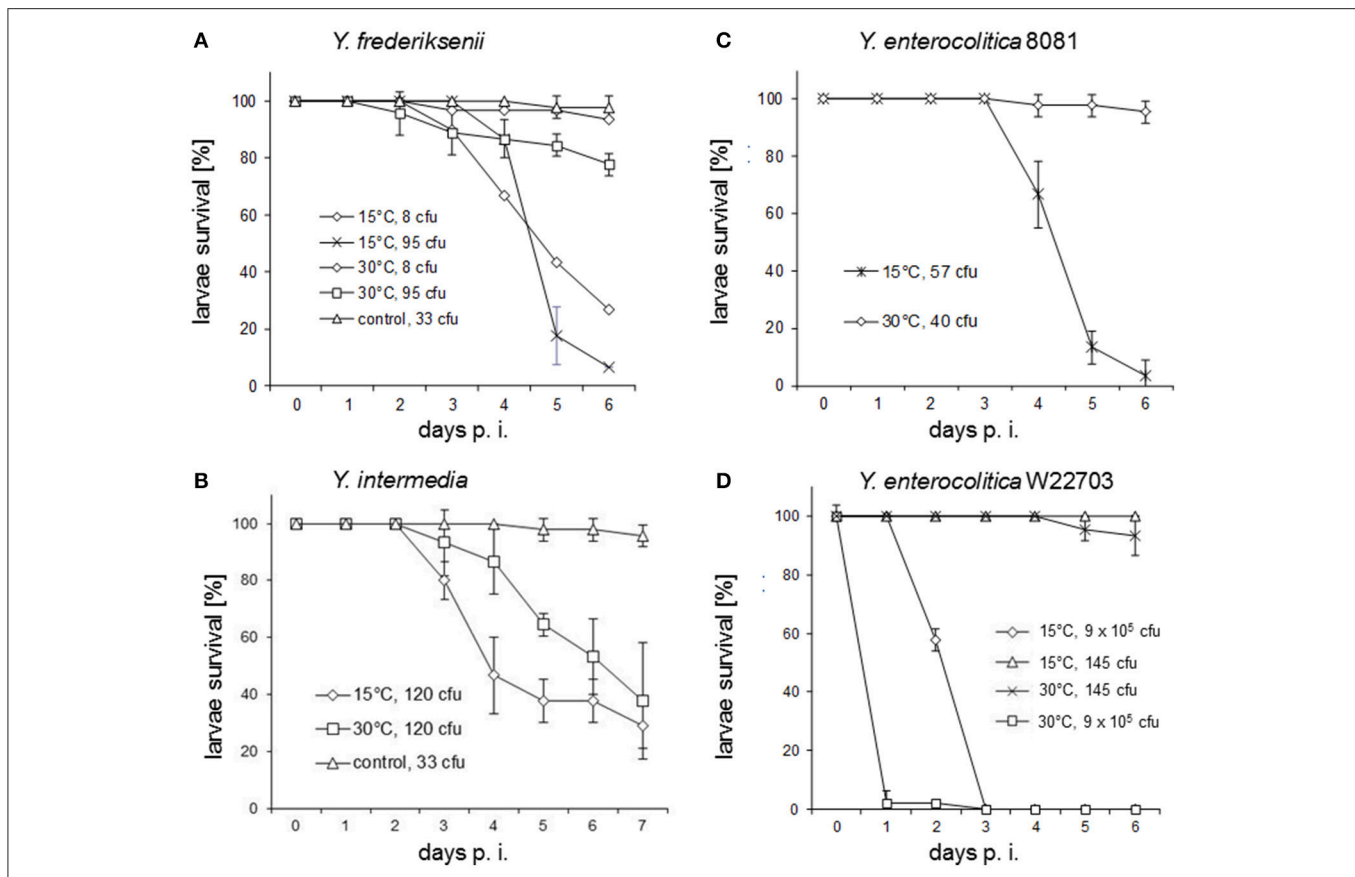 A
Y. frederiksenii
larvae survival [%]
100
80
60
40
20
0
15°C, 8 cfu
15°C, 95 cfu
30°C, 8 cfu
30°C, 95 cfu
control, 33 cfu
0 1 2 3 4 5 6
days p. i.
C
Y. enterocolitica 8081
larvae survival [%]
100
80
60
40
20
0
15°C, 57 cfu
30°C, 40 cfu
0 1 2 3 4 5 6
days p. i.
B
Y. intermedia
larvae survival [%]
100
80
60
40
20
0
15°C, 120 cfu
30°C, 120 cfu
control, 33 cfu
0 1 2 3 4 5 6 7
days p. i.
D
Y. enterocolitica W22703
larvae survival [%]
100
80
60
40
20
0
15°C, 9 x 10⁵ cfu
15°C, 145 cfu
30°C, 145 cfu
30°C, 9 x 10⁵ cfu
0 1 2 3 4 5 6
days p. i.